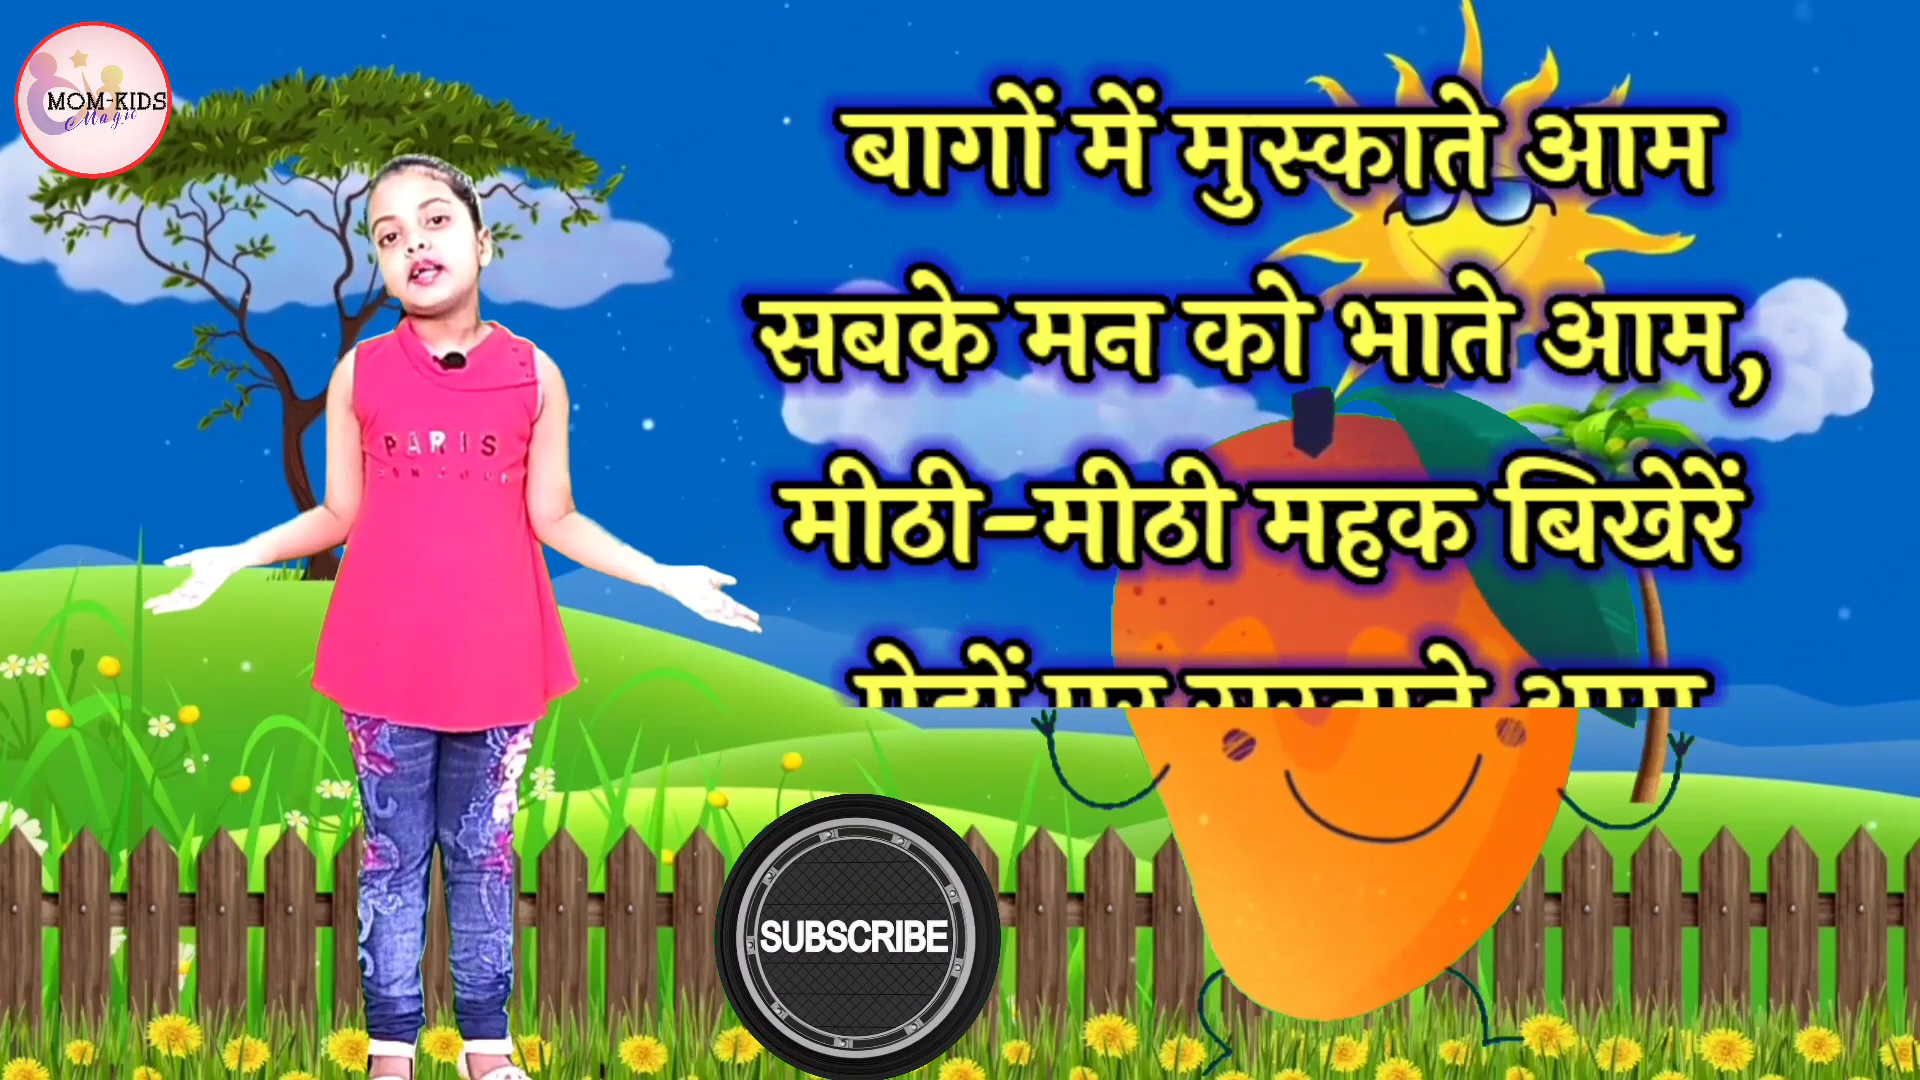 MOM-KIDS
Magic
बागों में मुस्काते आम
सबके मन को भाते आम,
मीठी-मीठी महक बिखेरें
PARIS
SUBSCRIBE